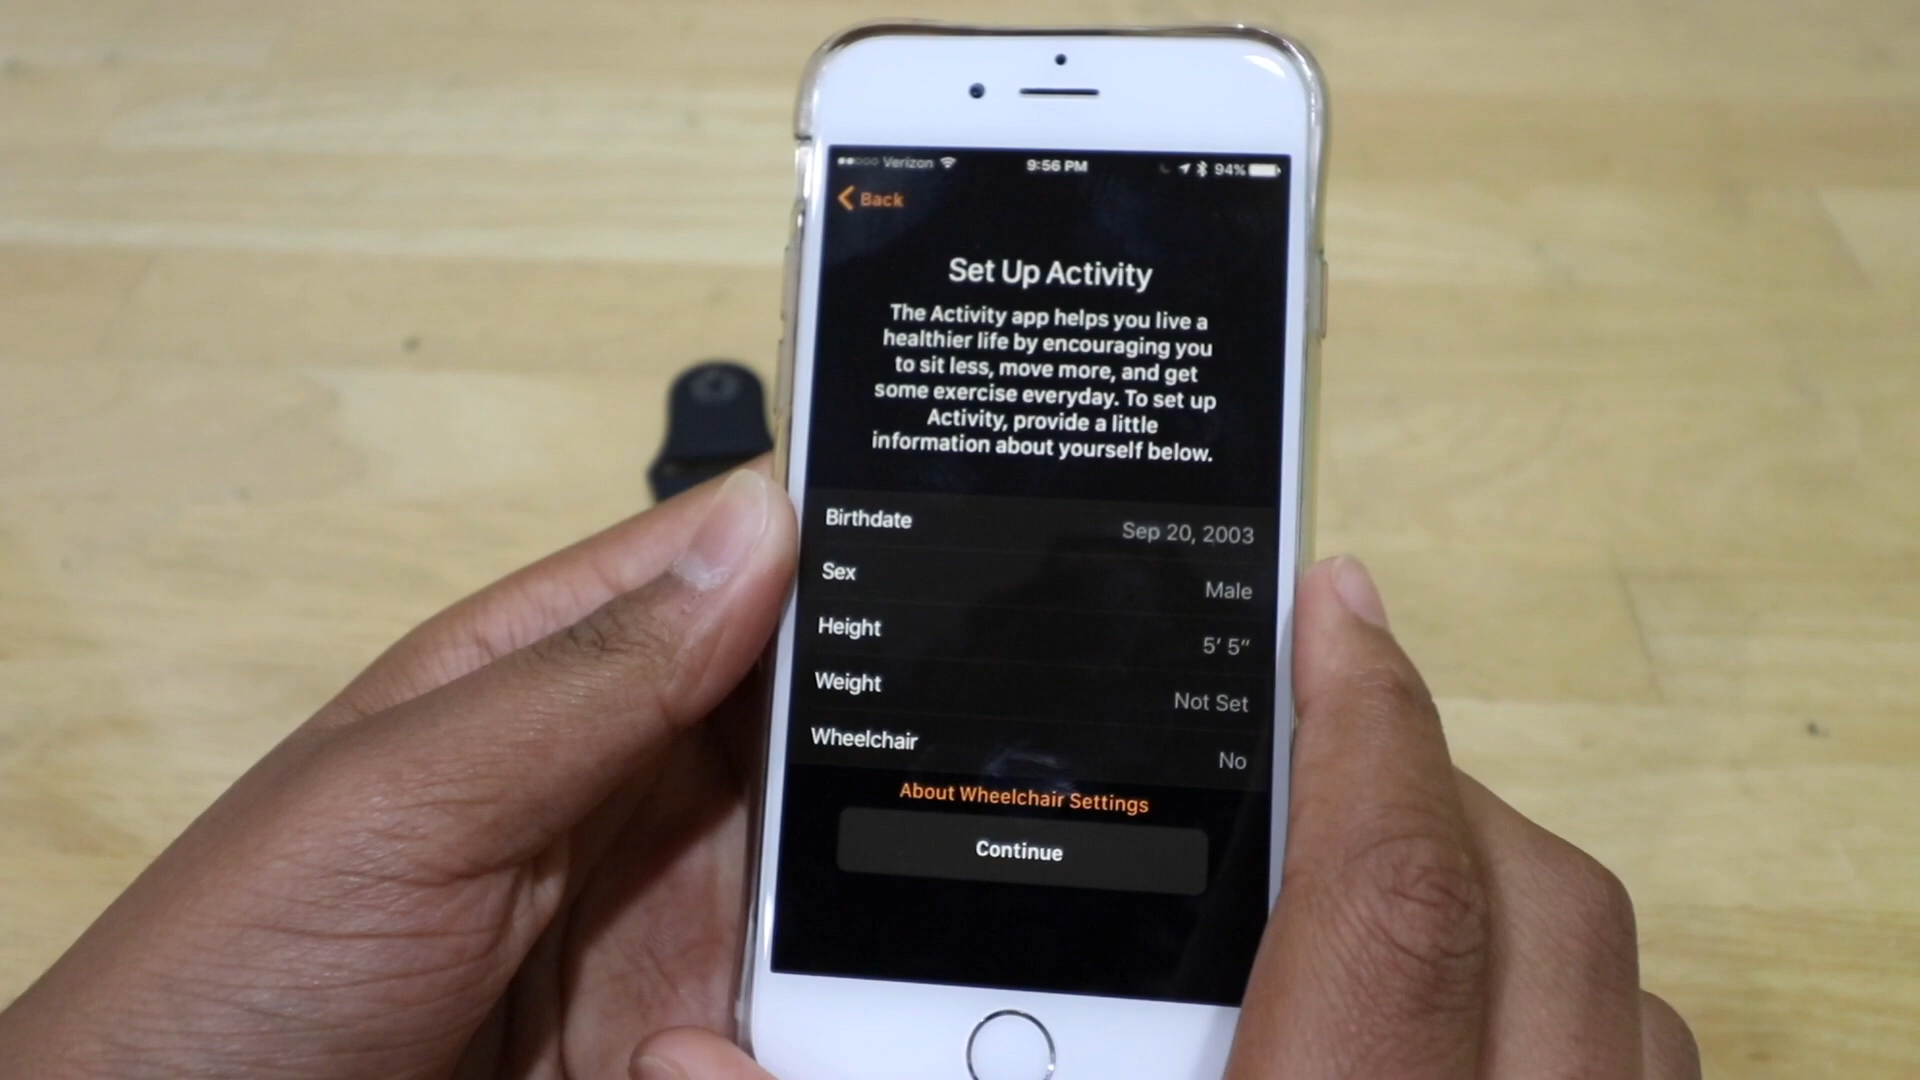 Verizon 9:56 PM 94%
Back
Set Up Activity
The Activity app helps you live a
healthier life by encouraging you
to sit less, move more, and get
some exercise everyday. To set up
Activity, provide a little
information about yourself below.
Birthdate Sep 20, 2003
Sex Male
Height 5′ 5″
Weight Not Set
Wheelchair No
About Wheelchair Settings
Continue